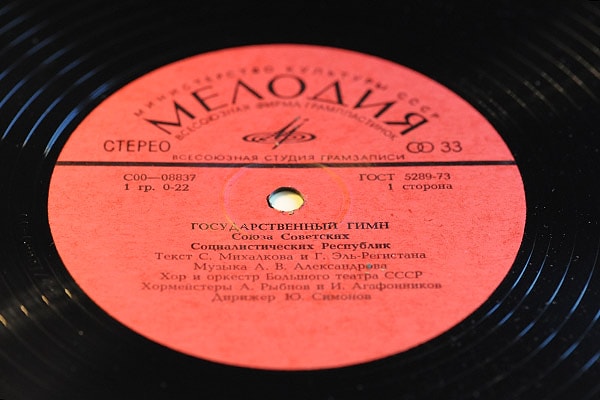 МИНИСТЕРСТВО КУЛЬТУРЫ СССР
МЕЛОДИЯ
ВСЕСОЮЗНАЯ ФИРМА ГРАМПЛАСТИНОК
СТЕРЕО 33
ВСЕСОЮЗНАЯ СТУДИЯ ГРАМЗАПИСИ
С00—08837 ГОСТ 5289-73
1 гр. 0-22 1 сторона
ГОСУДАРСТВЕННЫЙ ГИМН
Союза Советских
Социалистических Республик
Текст С. Михалкова и Г. Эль-Регистана
Музыка А. В. Александрова
Хор и оркестр Большого театра СССР
Хормейстеры А. Рыбнов и И. Агафонников
Дирижер Ю. Симонов